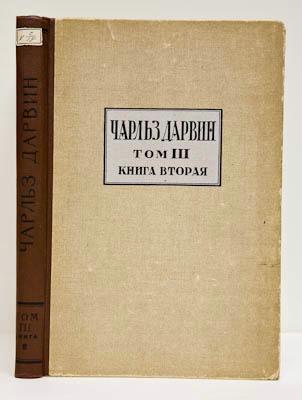 ЧАРЛЬЗ ДАРВИН
ТОМ III
КНИГА ВТОРАЯ
ЧАРЛЬЗ ДАРВИН
ТОМ
III
КНИГА